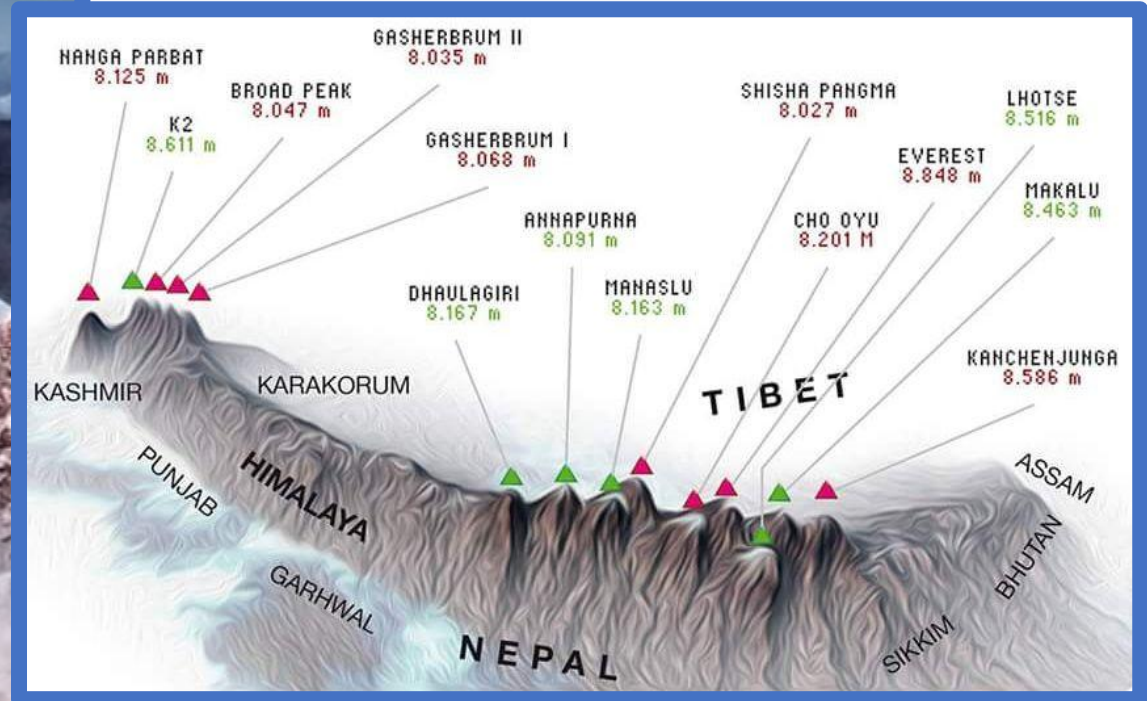 NANGA PARBAT
8.125 m
K2
8.611 m
BROAD PEAK
8.047 m
GASHERBRUM II
8.035 m
GASHERBRUM I
8.068 m
DHAULAGIRI
8.167 m
ANNAPURNA
8.091 m
MANASLU
8.163 m
SHISHA PANGMA
8.027 m
CHO OYU
8.201 M
EVEREST
8.848 m
LHOTSE
8.516 m
MAKALU
8.463 m
KANCHENJUNGA
8.586 m
KASHMIR
KARAKORUM
TIBET
PUNJAB
HIMALAYA
GARHWAL
NEPAL
ASSAM
BHUTAN
SIKKIM